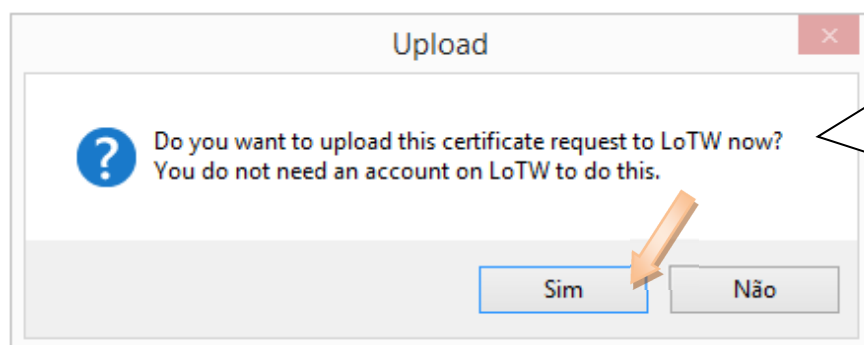 Upload
Do you want to upload this certificate request to LoTW now?
You do not need an account on LoTW to do this.
Sim
Não